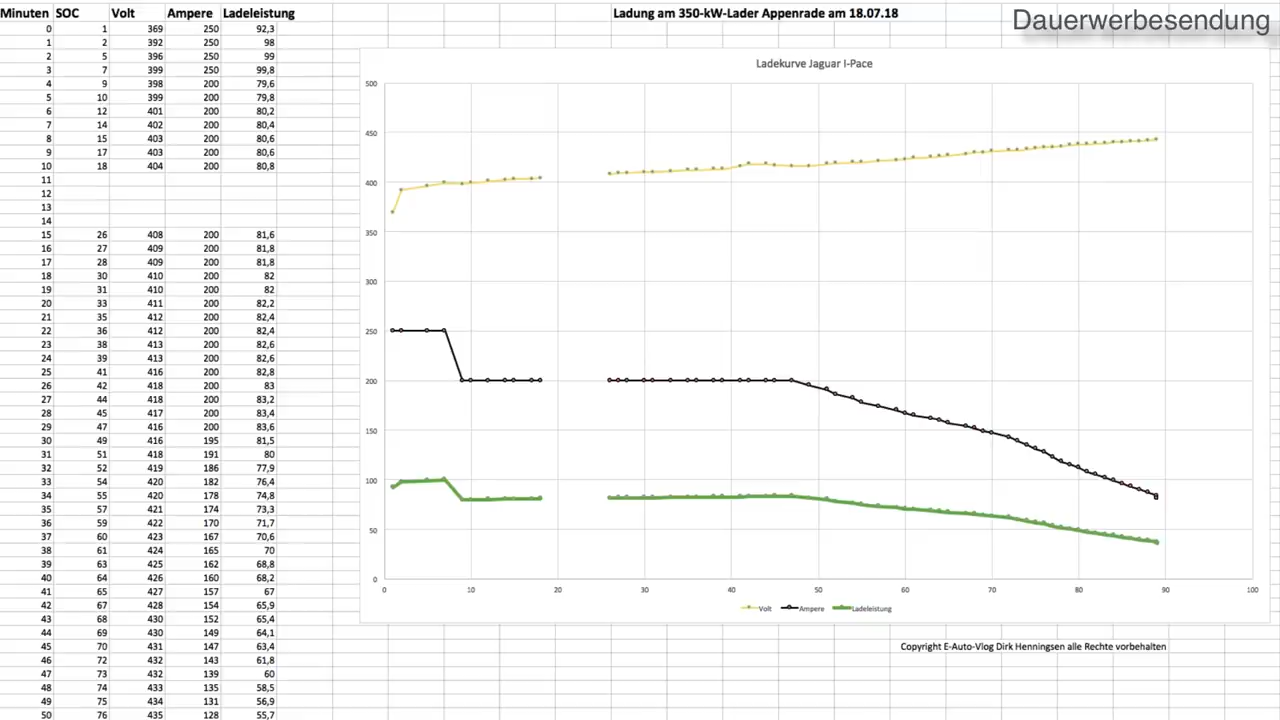 Minuten SOC Volt Ampere Ladeleistung
Ladung am 350-kW-Lader Appenrade am 18.07.18
Dauerwerbesendung
0 1 369 250 92,3
1 2 392 250 98
2 5 396 250 99
3 7 399 250 99,8
4 9 398 200 79,6
5 10 399 200 79,8
6 12 401 200 80,2
7 14 402 200 80,4
8 15 403 200 80,6
9 17 403 200 80,6
10 18 404 200 80,8
11
12
13
14
15 26 408 200 81,6
16 27 409 200 81,8
17 28 409 200 81,8
18 30 410 200 82
19 31 410 200 82
20 33 411 200 82,2
21 35 412 200 82,4
22 36 412 200 82,4
23 38 413 200 82,6
24 39 413 200 82,6
25 41 416 200 82,8
26 42 418 200 83
27 44 418 200 83,2
28 45 417 200 83,4
29 47 416 200 83,6
30 49 416 195 81,5
31 51 418 191 80
32 52 419 186 77,9
33 54 420 182 76,4
34 55 420 178 74,8
35 57 421 174 73,3
36 59 422 170 71,7
37 60 423 167 70,6
38 61 424 165 70
39 63 425 162 68,8
40 64 426 160 68,2
41 65 427 157 67
42 67 428 154 65,9
43 68 430 152 65,4
44 69 430 149 64,1
45 70 431 147 63,4
46 72 432 143 61,8
47 73 432 139 60
48 74 433 135 58,5
49 75 434 131 56,9
50 76 435 128 55,7
Ladekurve Jaguar I-Pace
500
450
400
350
300
250
200
150
100
50
0
0 10 20 30 40 50 60 70 80 90 100
Volt Ampere Ladeleistung
Copyright E-Auto-Vlog Dirk Henningsen alle Rechte vorbehalten